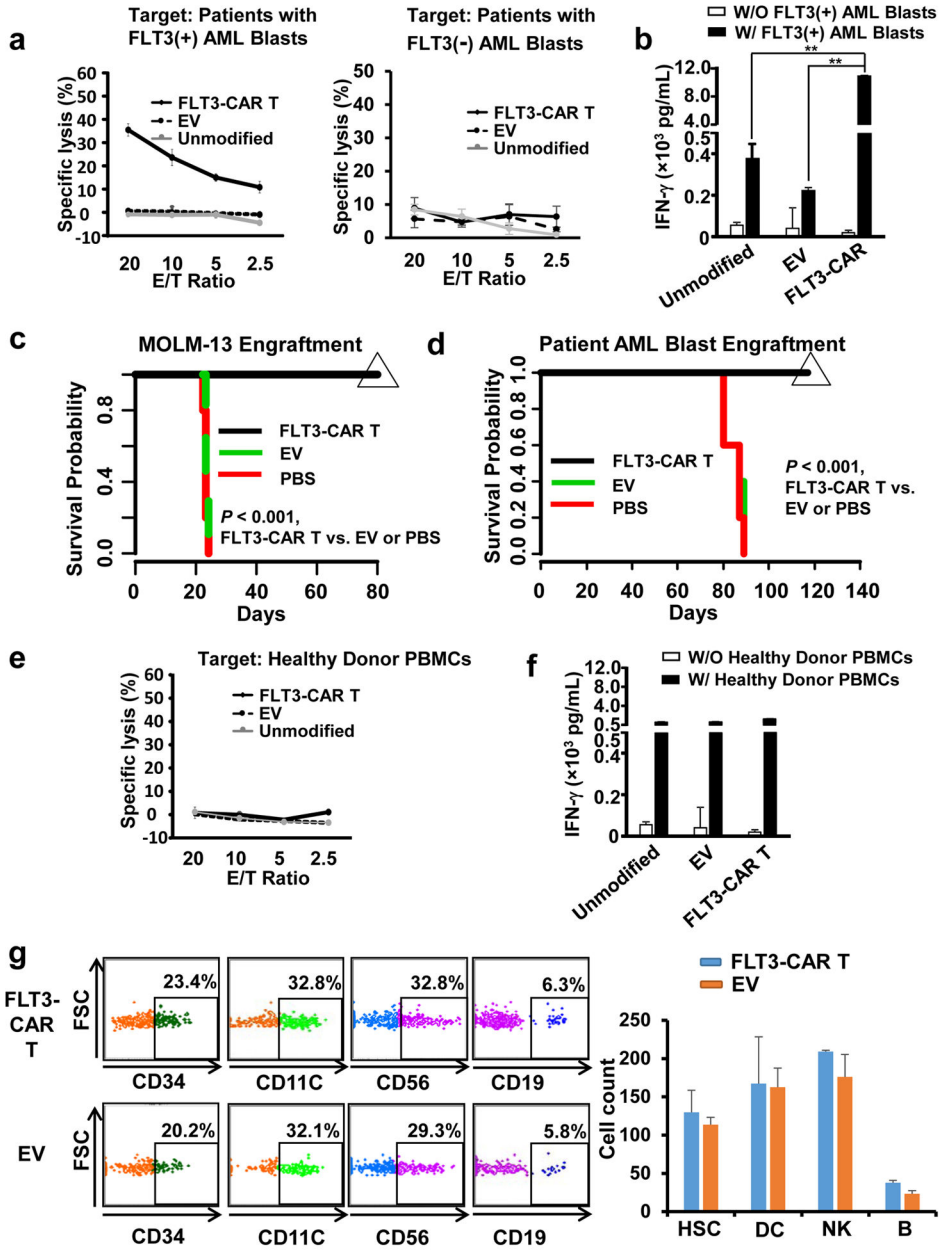 a
Target: Patients with
FLT3(+) AML Blasts
Specific lysis (%)
60
50
40
30
20
10
0
-10
FLT3-CAR T
EV
Unmodified
20 10 5 2.5
E/T Ratio
Target: Patients with
FLT3(-) AML Blasts
Specific lysis (%)
50
40
30
20
10
0
FLT3-CAR T
EV
Unmodified
20 10 5 2.5
E/T Ratio
b
W/O FLT3(+) AML Blasts
W/ FLT3(+) AML Blasts
**
**
IFN-γ (×10³ pg/mL)
12.0
8.0
4.0
0.5
0.4
0.2
0
Unmodified
EV
FLT3-CAR
c
MOLM-13 Engraftment
Survival Probability
0.8
0.4
0.0
FLT3-CAR T
EV
PBS
P < 0.001,
FLT3-CAR T vs. EV or PBS
0 20 40 60 80
Days
d
Patient AML Blast Engraftment
Survival Probability
1.0
0.8
0.6
0.4
0.2
0.0
FLT3-CAR T
EV
PBS
P < 0.001,
FLT3-CAR T vs.
EV or PBS
0 20 40 60 80 100 120 140
Days
e
Target: Healthy Donor PBMCs
Specific lysis (%)
60
50
40
30
20
10
0
-10
FLT3-CAR T
EV
Unmodified
20 10 5 2.5
E/T Ratio
f
W/O Healthy Donor PBMCs
W/ Healthy Donor PBMCs
IFN-γ (×10³ pg/mL)
12.0
8.0
4.0
0.5
0.5
0.2
0
Unmodified
EV
FLT3-CAR T
g
FLT3-
CAR
T
FSC
23.4%
32.8%
32.8%
6.3%
CD34 CD11C CD56 CD19
EV
FSC
20.2%
32.1%
29.3%
5.8%
CD34 CD11C CD56 CD19
FLT3-CAR T
EV
Cell count
250
200
150
100
50
0
HSC DC NK B